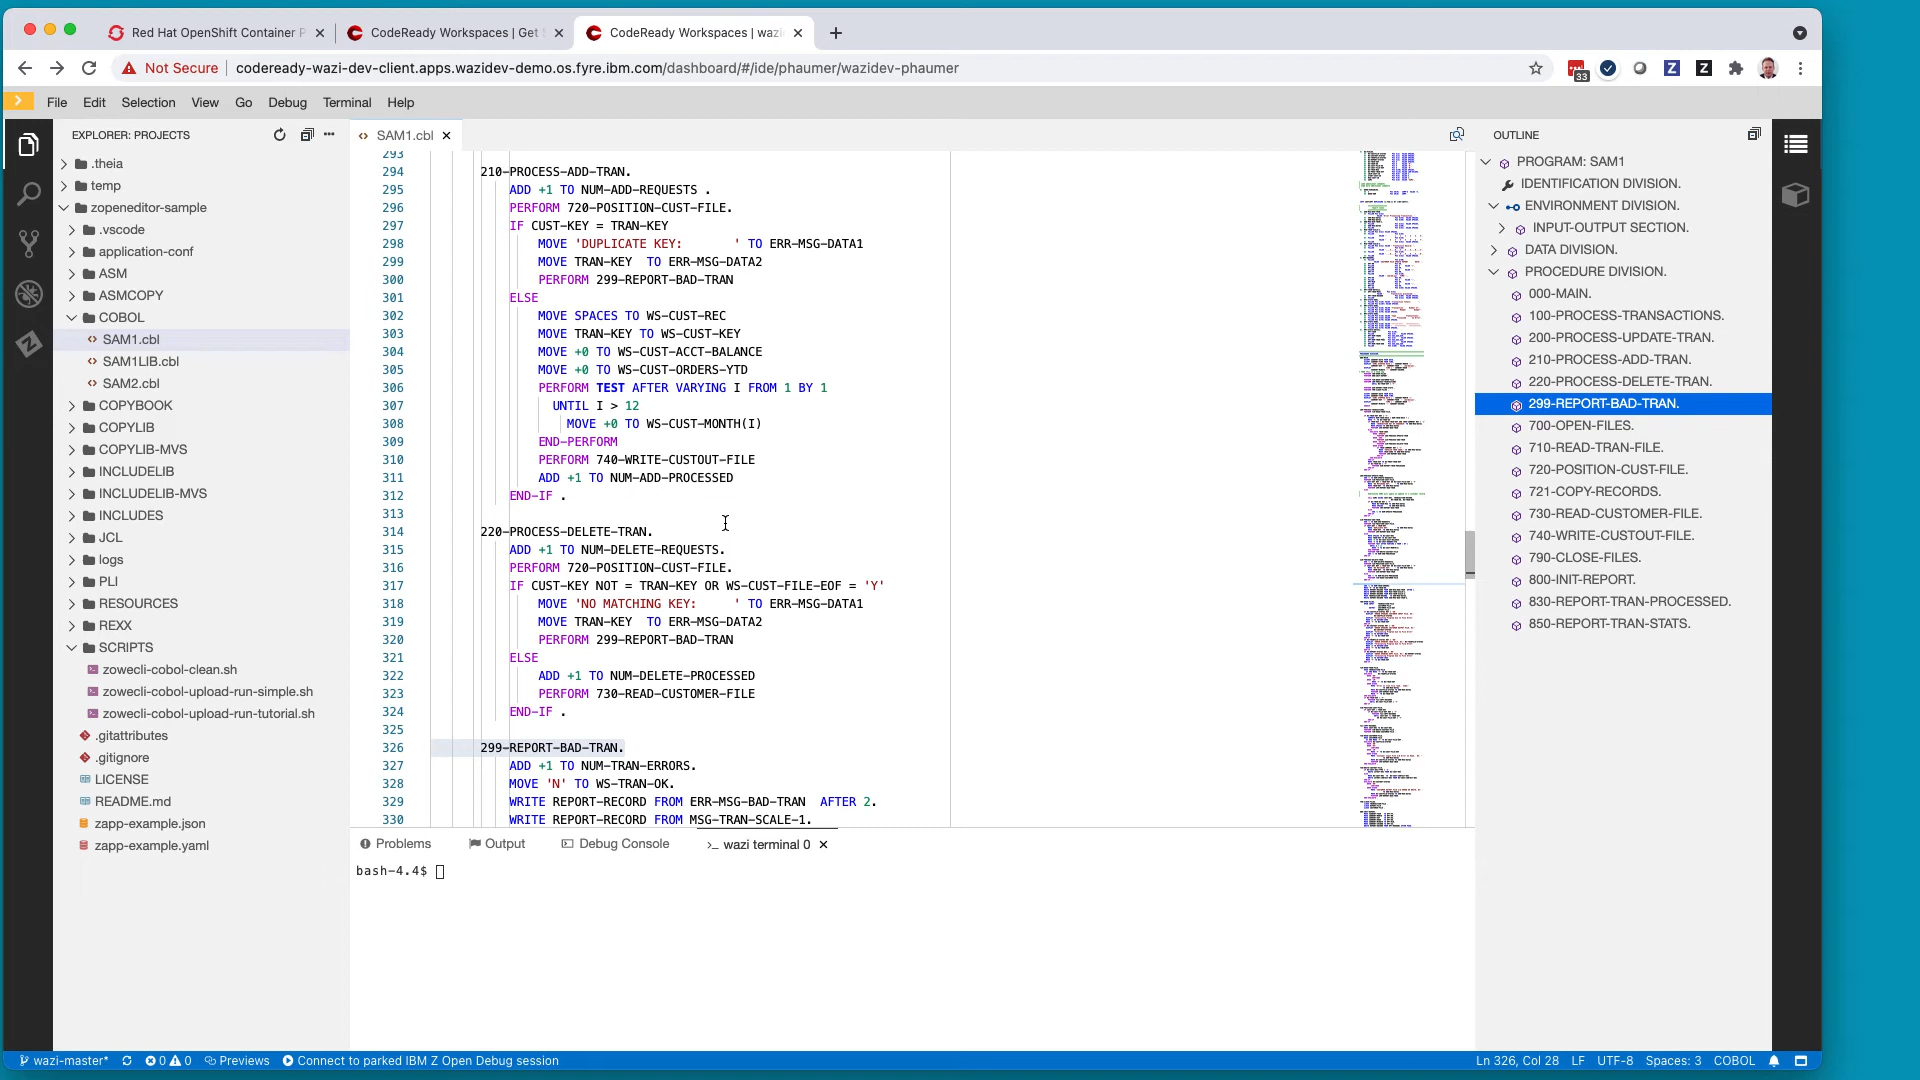 Red Hat OpenShift Container P
CodeReady Workspaces | Get S
CodeReady Workspaces | wazi
Not Secure
codeready-wazi-dev-client.apps.wazidev-demo.os.fyre.ibm.com/dashboard/#/ide/phaumer/wazidev-phaumer
33
Z
Z
File Edit Selection View Go Debug Terminal Help
EXPLORER: PROJECTS
.theia
temp
zopeneditor-sample
.vscode
application-conf
ASM
ASMCOPY
COBOL
SAM1.cbl
SAM1LIB.cbl
SAM2.cbl
COPYBOOK
COPYLIB
COPYLIB-MVS
INCLUDELIB
INCLUDELIB-MVS
INCLUDES
JCL
logs
PLI
RESOURCES
REXX
SCRIPTS
zowecli-cobol-clean.sh
zowecli-cobol-upload-run-simple.sh
zowecli-cobol-upload-run-tutorial.sh
.gitattributes
.gitignore
LICENSE
README.md
zapp-example.json
zapp-example.yaml
SAM1.cbl
293
294 210-PROCESS-ADD-TRAN.
295 ADD +1 TO NUM-ADD-REQUESTS .
296 PERFORM 720-POSITION-CUST-FILE.
297 IF CUST-KEY = TRAN-KEY
298 MOVE 'DUPLICATE KEY:       ' TO ERR-MSG-DATA1
299 MOVE TRAN-KEY  TO ERR-MSG-DATA2
300 PERFORM 299-REPORT-BAD-TRAN
301 ELSE
302 MOVE SPACES TO WS-CUST-REC
303 MOVE TRAN-KEY TO WS-CUST-KEY
304 MOVE +0 TO WS-CUST-ACCT-BALANCE
305 MOVE +0 TO WS-CUST-ORDERS-YTD
306 PERFORM TEST AFTER VARYING I FROM 1 BY 1
307 UNTIL I > 12
308 MOVE +0 TO WS-CUST-MONTH(I)
309 END-PERFORM
310 PERFORM 740-WRITE-CUSTOUT-FILE
311 ADD +1 TO NUM-ADD-PROCESSED
312 END-IF .
313
314 220-PROCESS-DELETE-TRAN.
315 ADD +1 TO NUM-DELETE-REQUESTS.
316 PERFORM 720-POSITION-CUST-FILE.
317 IF CUST-KEY NOT = TRAN-KEY OR WS-CUST-FILE-EOF = 'Y'
318 MOVE 'NO MATCHING KEY:     ' TO ERR-MSG-DATA1
319 MOVE TRAN-KEY  TO ERR-MSG-DATA2
320 PERFORM 299-REPORT-BAD-TRAN
321 ELSE
322 ADD +1 TO NUM-DELETE-PROCESSED
323 PERFORM 730-READ-CUSTOMER-FILE
324 END-IF .
325
326 299-REPORT-BAD-TRAN.
327 ADD +1 TO NUM-TRAN-ERRORS.
328 MOVE 'N' TO WS-TRAN-OK.
329 WRITE REPORT-RECORD FROM ERR-MSG-BAD-TRAN  AFTER 2.
330 WRITE REPORT-RECORD FROM MSG-TRAN-SCALE-1.
Problems Output Debug Console >_ wazi terminal 0
bash-4.4$
OUTLINE
PROGRAM: SAM1
IDENTIFICATION DIVISION.
ENVIRONMENT DIVISION.
INPUT-OUTPUT SECTION.
DATA DIVISION.
PROCEDURE DIVISION.
000-MAIN.
100-PROCESS-TRANSACTIONS.
200-PROCESS-UPDATE-TRAN.
210-PROCESS-ADD-TRAN.
220-PROCESS-DELETE-TRAN.
299-REPORT-BAD-TRAN.
700-OPEN-FILES.
710-READ-TRAN-FILE.
720-POSITION-CUST-FILE.
721-COPY-RECORDS.
730-READ-CUSTOMER-FILE.
740-WRITE-CUSTOUT-FILE.
790-CLOSE-FILES.
800-INIT-REPORT.
830-REPORT-TRAN-PROCESSED.
850-REPORT-TRAN-STATS.
wazi-master* 0 0 Previews Connect to parked IBM Z Open Debug session
Ln 326, Col 28 LF UTF-8 Spaces: 3 COBOL